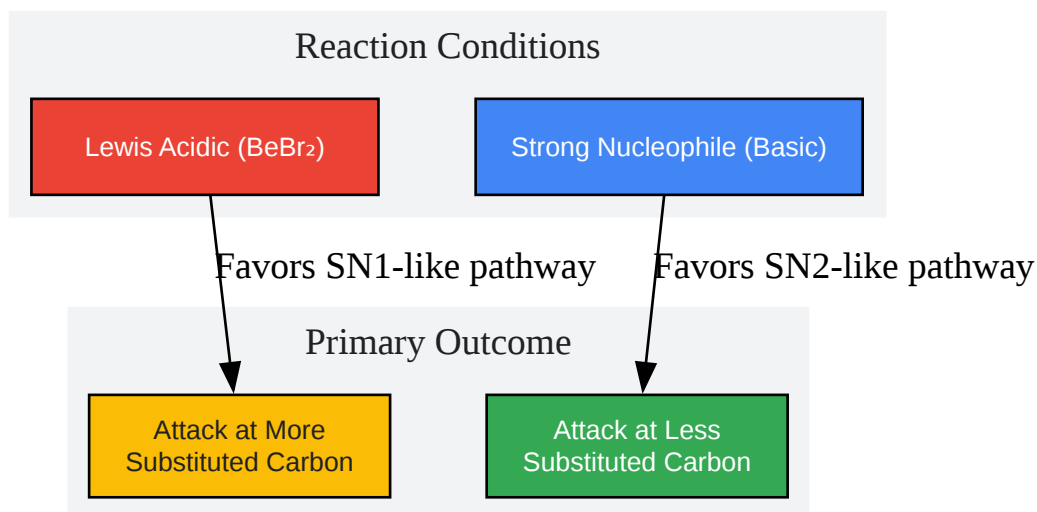 Reaction Conditions
Lewis Acidic (BeBr₂)
Strong Nucleophile (Basic)
Favors SN1-like pathway
Favors SN2-like pathway
Primary Outcome
Attack at More
Substituted Carbon
Attack at Less
Substituted Carbon